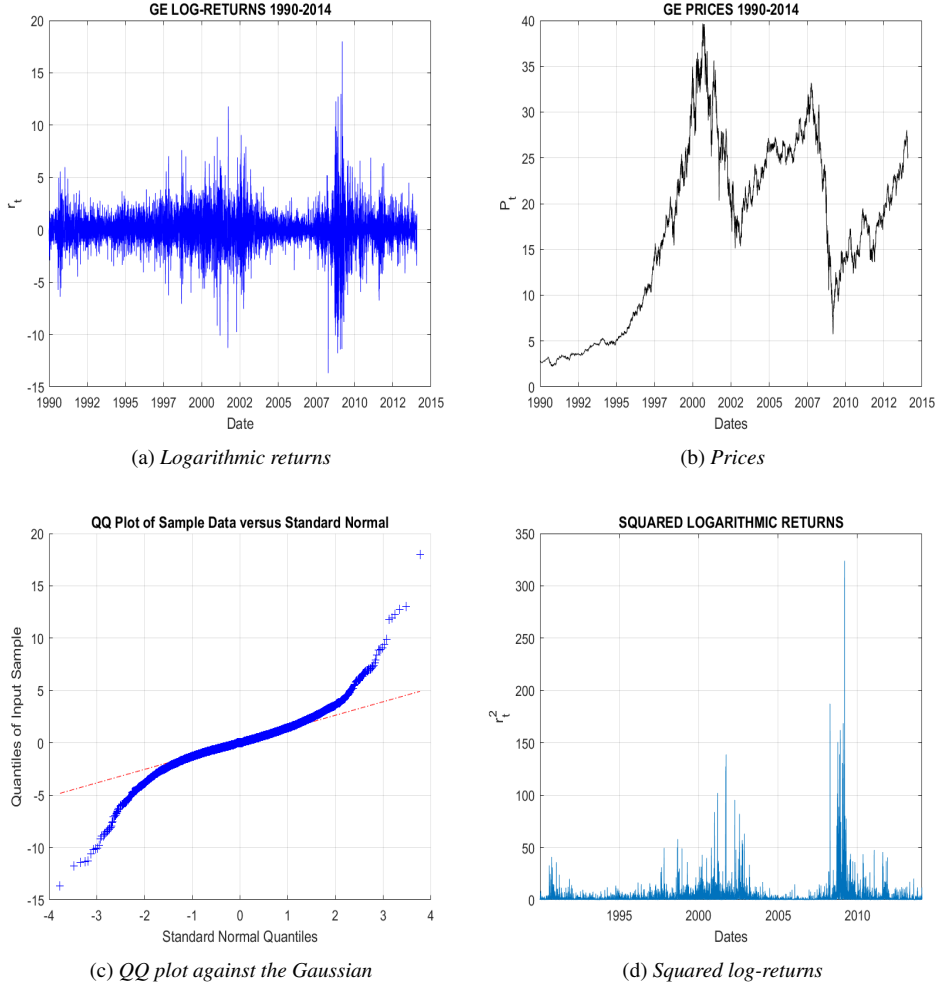 GE LOG-RETURNS 1990-2014
20
15
10
5
0
-5
-10
-15
r_t
1990 1992 1995 1997 2000 2002 2005 2007 2010 2012 2015
Date
(a) Logarithmic returns
GE PRICES 1990-2014
40
35
30
25
20
15
10
5
0
P_t
1990 1992 1995 1997 2000 2002 2005 2007 2010 2012 2015
Dates
(b) Prices
QQ Plot of Sample Data versus Standard Normal
20
15
10
5
0
-5
-10
-15
Quantiles of Input Sample
-4 -3 -2 -1 0 1 2 3 4
Standard Normal Quantiles
(c) QQ plot against the Gaussian
SQUARED LOGARITHMIC RETURNS
350
300
250
200
150
100
50
0
r_t^2
1995 2000 2005 2010
Dates
(d) Squared log-returns